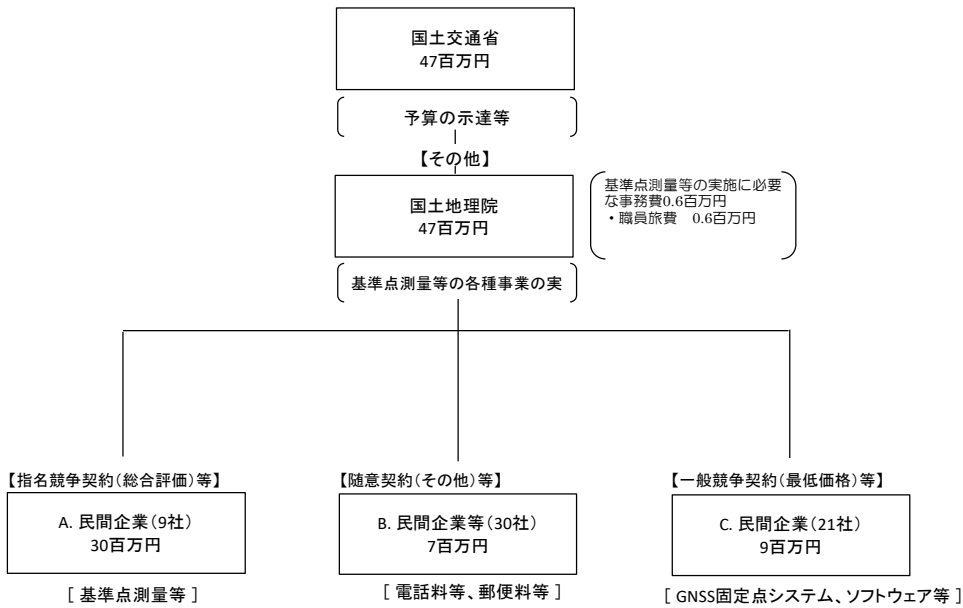 国土交通省
47百万円
予算の示達等
【その他】
国土地理院
47百万円
基準点測量等の実施に必要
な事務費0.6百万円
・職員旅費　0.6百万円
基準点測量等の各種事業の実
【指名競争契約（総合評価）等】
A. 民間企業（9社）
30百万円
[ 基準点測量等 ]
【随意契約（その他）等】
B. 民間企業等（30社）
7百万円
[ 電話料等、郵便料等 ]
【一般競争契約（最低価格）等】
C. 民間企業（21社）
9百万円
[ GNSS固定点システム、ソフトウェア等 ]